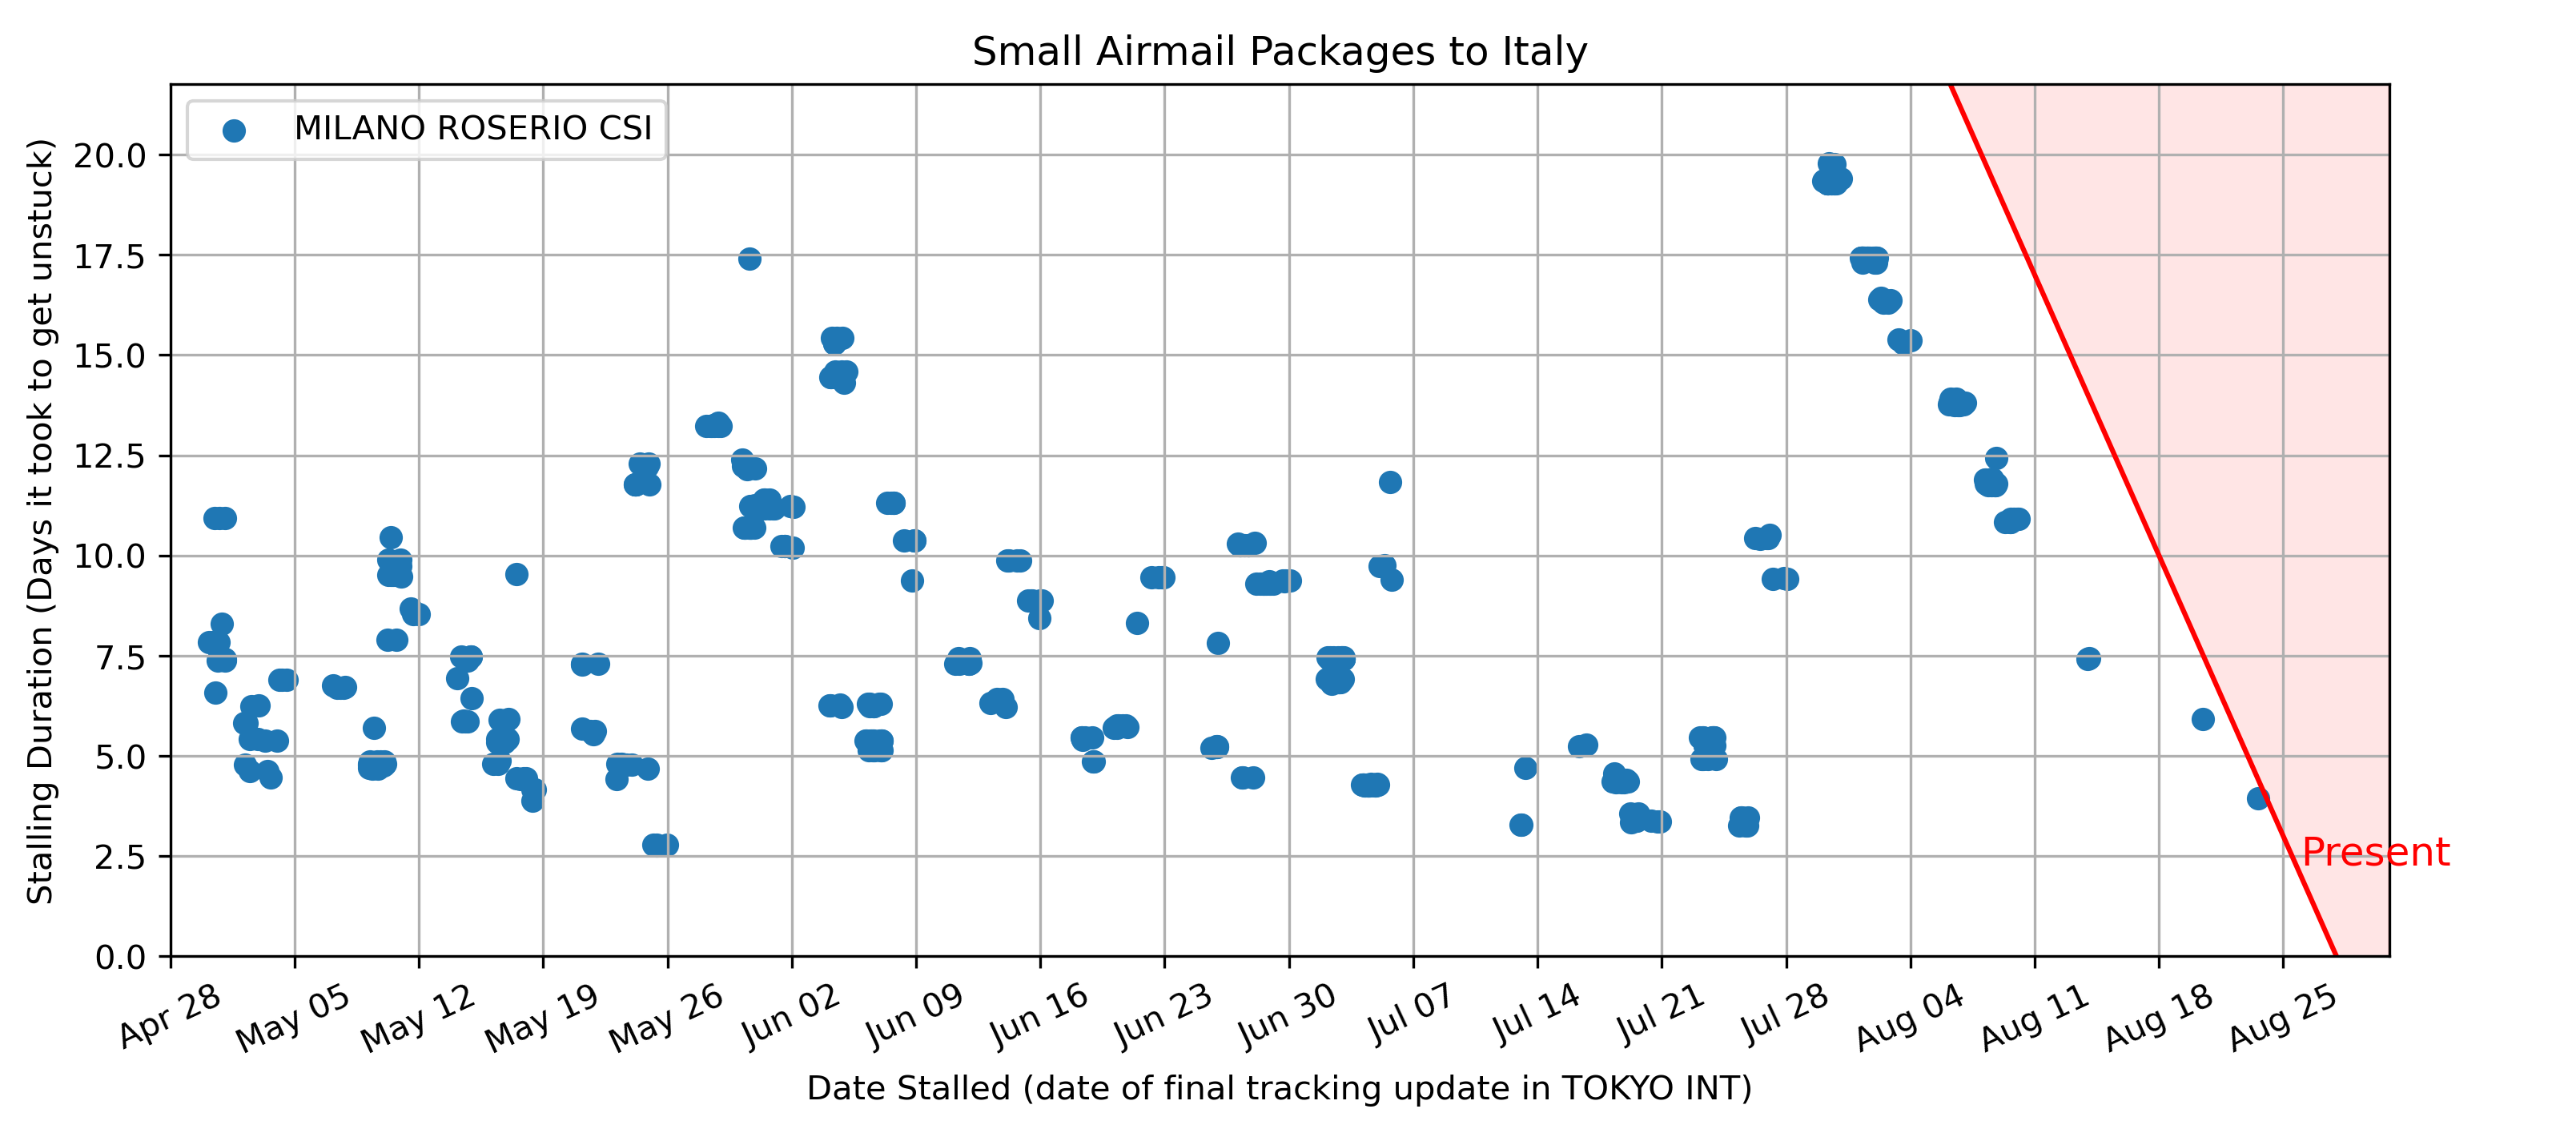 Small Airmail Packages to Italy
MILANO ROSERIO CSI
Stalling Duration (Days it took to get unstuck)
20.0
17.5
15.0
12.5
10.0
7.5
5.0
2.5
0.0
Present
Apr 28 May 05 May 12 May 19 May 26 Jun 02 Jun 09 Jun 16 Jun 23 Jun 30 Jul 07 Jul 14 Jul 21 Jul 28 Aug 04 Aug 11 Aug 18 Aug 25
Date Stalled (date of final tracking update in TOKYO INT)